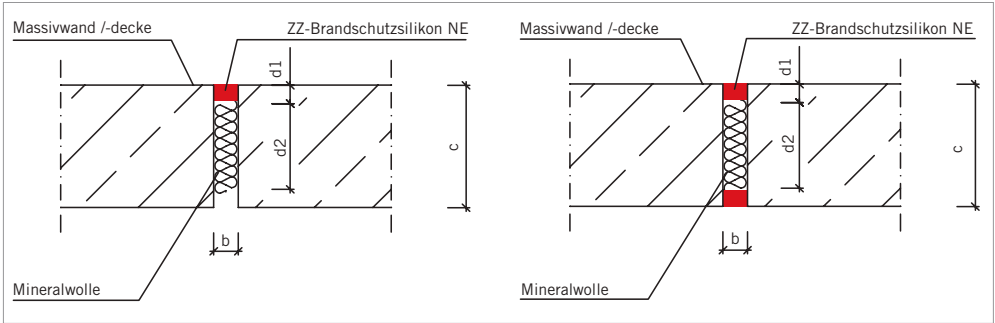 Massivwand /-decke
ZZ-Brandschutzsilikon NE
d1
d2
c
b
Mineralwolle
Massivwand /-decke
ZZ-Brandschutzsilikon NE
d1
d2
c
b
Mineralwolle